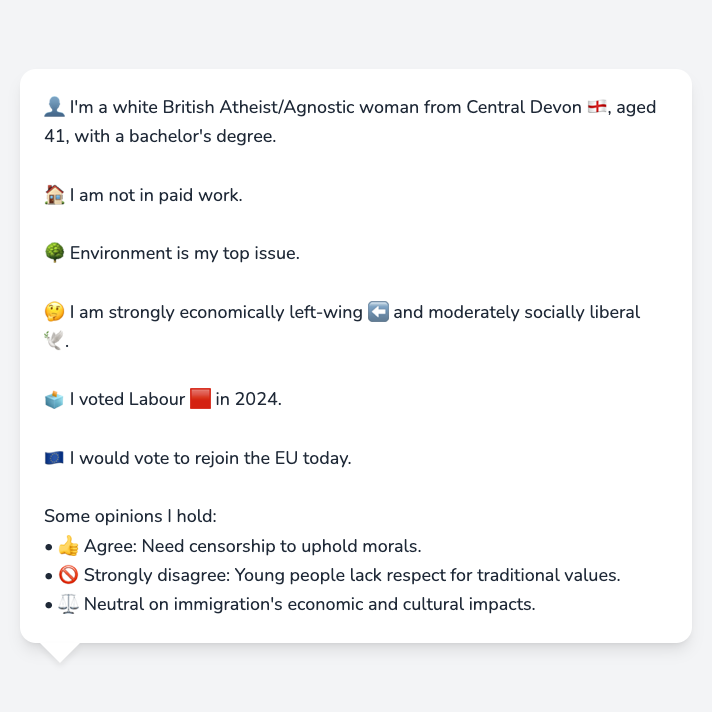 👤 I'm a white British Atheist/Agnostic woman from Central Devon 🏴󠁧󠁢󠁥󠁮󠁧󠁿, aged
41, with a bachelor's degree.
🏠 I am not in paid work.
🌳 Environment is my top issue.
🤔 I am strongly economically left-wing ⬅️ and moderately socially liberal
🕊️.
🗳️ I voted Labour 🟥 in 2024.
🇪🇺 I would vote to rejoin the EU today.
Some opinions I hold:
• 👍 Agree: Need censorship to uphold morals.
• 🚫 Strongly disagree: Young people lack respect for traditional values.
• ⚖️ Neutral on immigration's economic and cultural impacts.